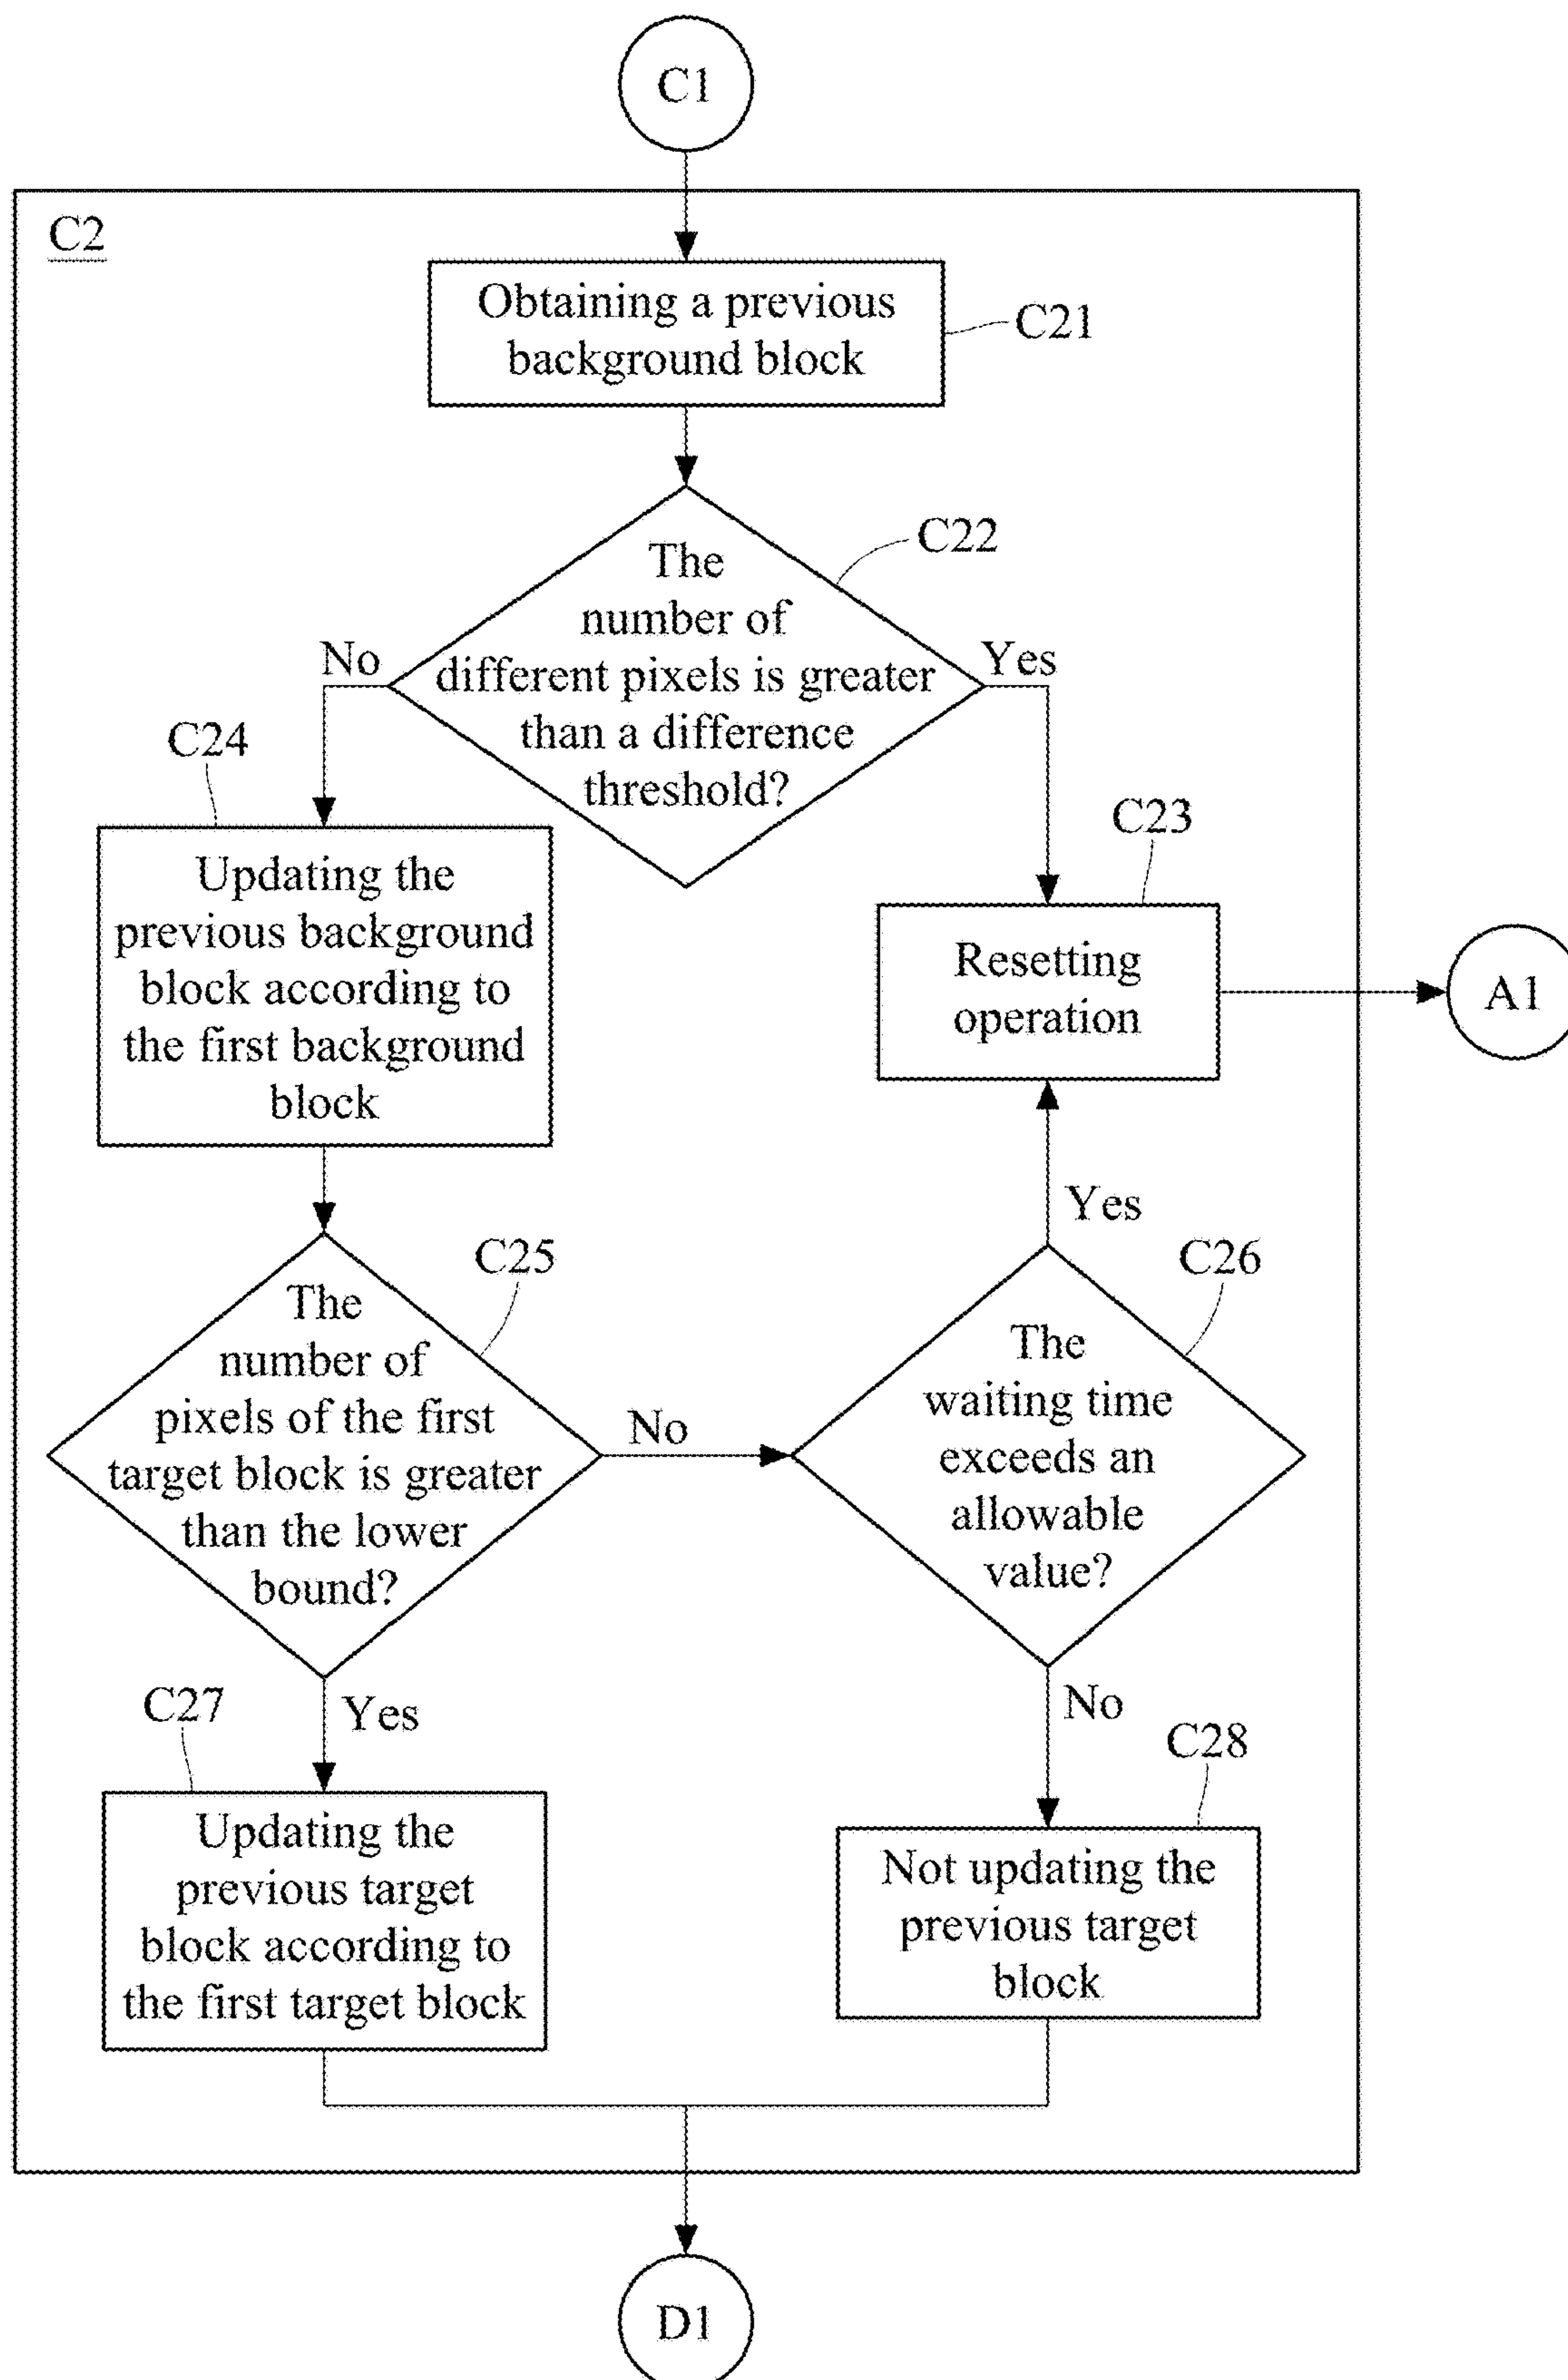 C1
C2
Obtaining a previous
background block
C21
The
number of
different pixels is greater
than a difference
threshold?
C22
No
Yes
C24
Updating the
previous background
block according to
the first background
block
C23
Resetting
operation
A1
Yes
C25
The
number of
pixels of the first
target block is greater
than the lower
bound?
No
C26
The
waiting time
exceeds an
allowable
value?
Yes
No
C27
Updating the
previous target
block according to
the first target block
C28
Not updating the
previous target
block
D1